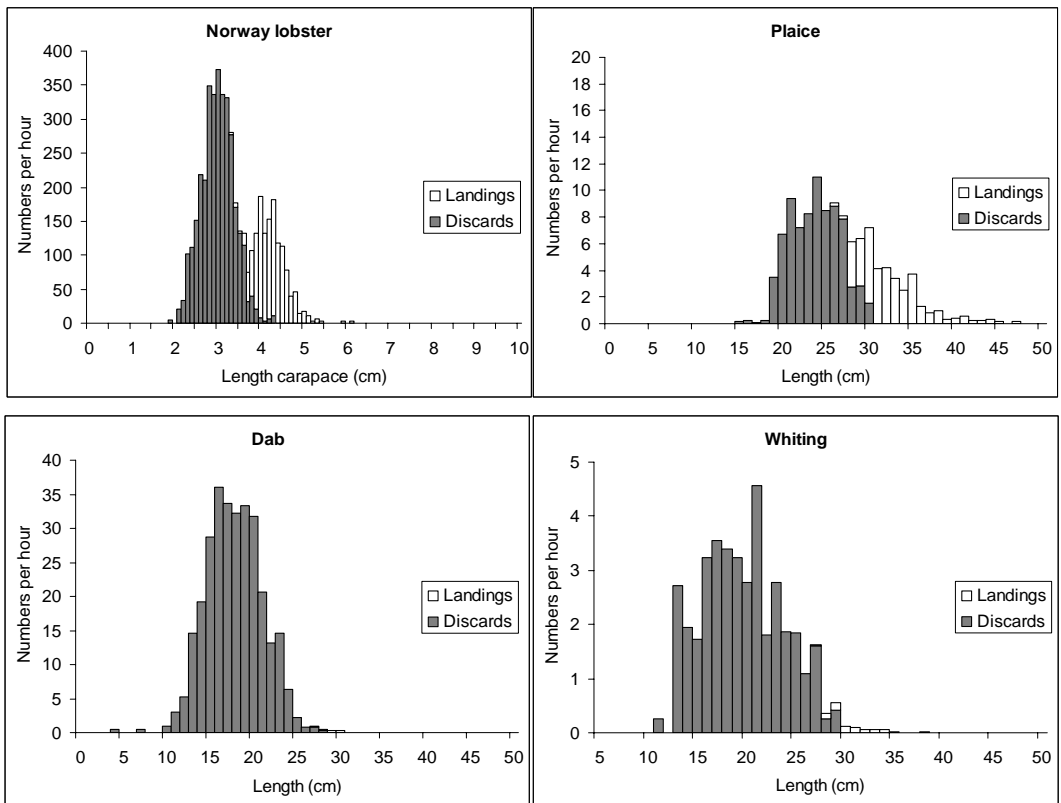 Norway lobster
400
350
300
250
200
150
100
50
0
Numbers per hour
0 1 2 3 4 5 6 7 8 9 10
Length carapace (cm)
Landings
Discards
Plaice
20
18
16
14
12
10
8
6
4
2
0
Numbers per hour
0 5 10 15 20 25 30 35 40 45 50
Length (cm)
Landings
Discards
Dab
40
35
30
25
20
15
10
5
0
Numbers per hour
0 5 10 15 20 25 30 35 40 45 50
Length (cm)
Landings
Discards
Whiting
5
4
3
2
1
0
Numbers per hour
5 10 15 20 25 30 35 40 45 50
Length (cm)
Landings
Discards